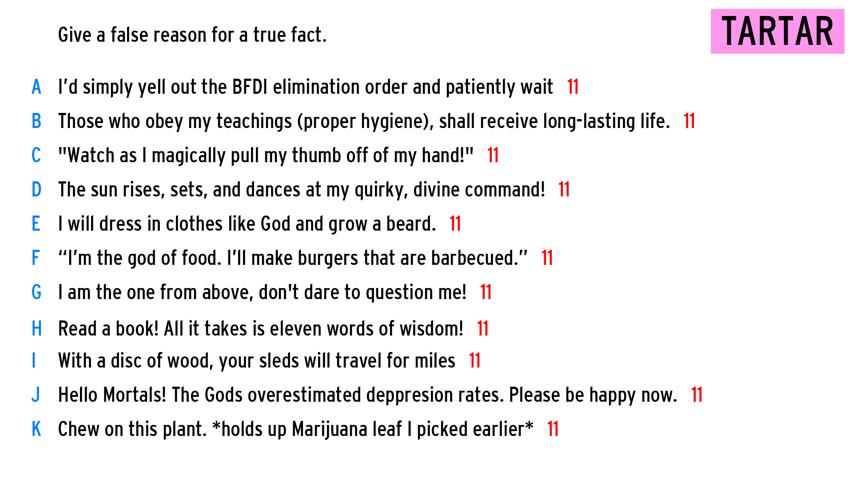 Give a false reason for a true fact.
TARTAR
A I'd simply yell out the BFDI elimination order and patiently wait 11
B Those who obey my teachings (proper hygiene), shall receive long-lasting life. 11
C "Watch as I magically pull my thumb off of my hand!" 11
D The sun rises, sets, and dances at my quirky, divine command! 11
E I will dress in clothes like God and grow a beard. 11
F “I’m the god of food. I’ll make burgers that are barbecued.” 11
G I am the one from above, don't dare to question me! 11
H Read a book! All it takes is eleven words of wisdom! 11
I With a disc of wood, your sleds will travel for miles 11
J Hello Mortals! The Gods overestimated deppresion rates. Please be happy now. 11
K Chew on this plant. *holds up Marijuana leaf I picked earlier* 11